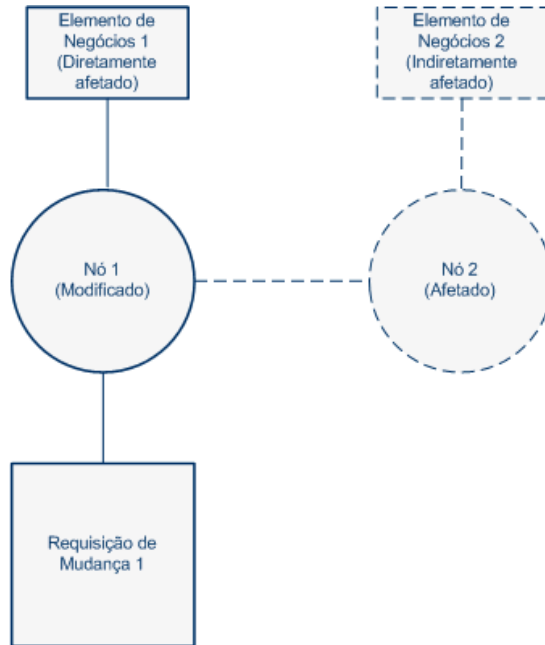 Elemento de
Negócios 1
(Diretamente
afetado)
Elemento de
Negócios 2
(Indiretamente
afetado)
Nó 1
(Modificado)
Nó 2
(Afetado)
Requisição de
Mudança 1